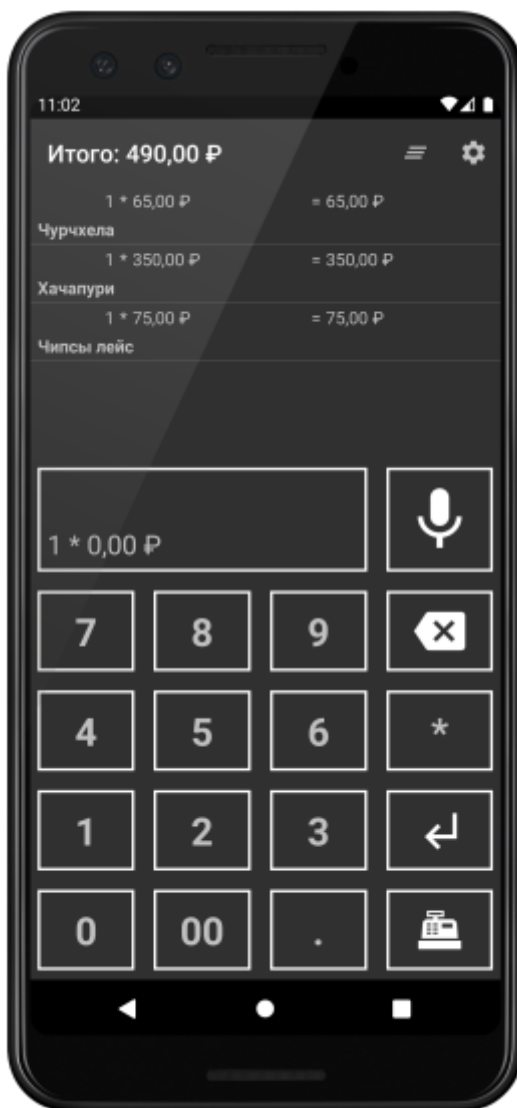 11:02
Итого: 490,00 ₽
1 * 65,00 ₽ = 65,00 ₽
Чурчхела
1 * 350,00 ₽ = 350,00 ₽
Хачапури
1 * 75,00 ₽ = 75,00 ₽
Чипсы лейс
1 * 0,00 ₽
7 8 9
4 5 6 *
1 2 3
0 00 .